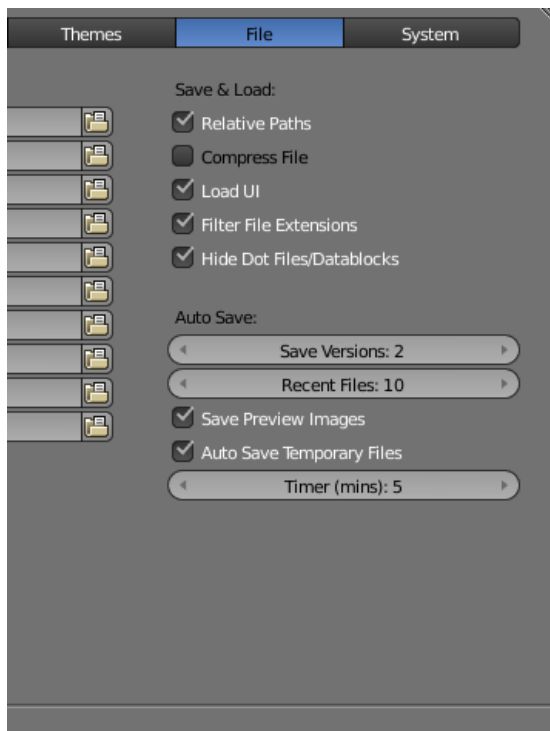 Themes File System
Save & Load:
Relative Paths
Compress File
Load UI
Filter File Extensions
Hide Dot Files/Datablocks
Auto Save:
Save Versions: 2
Recent Files: 10
Save Preview Images
Auto Save Temporary Files
Timer (mins): 5